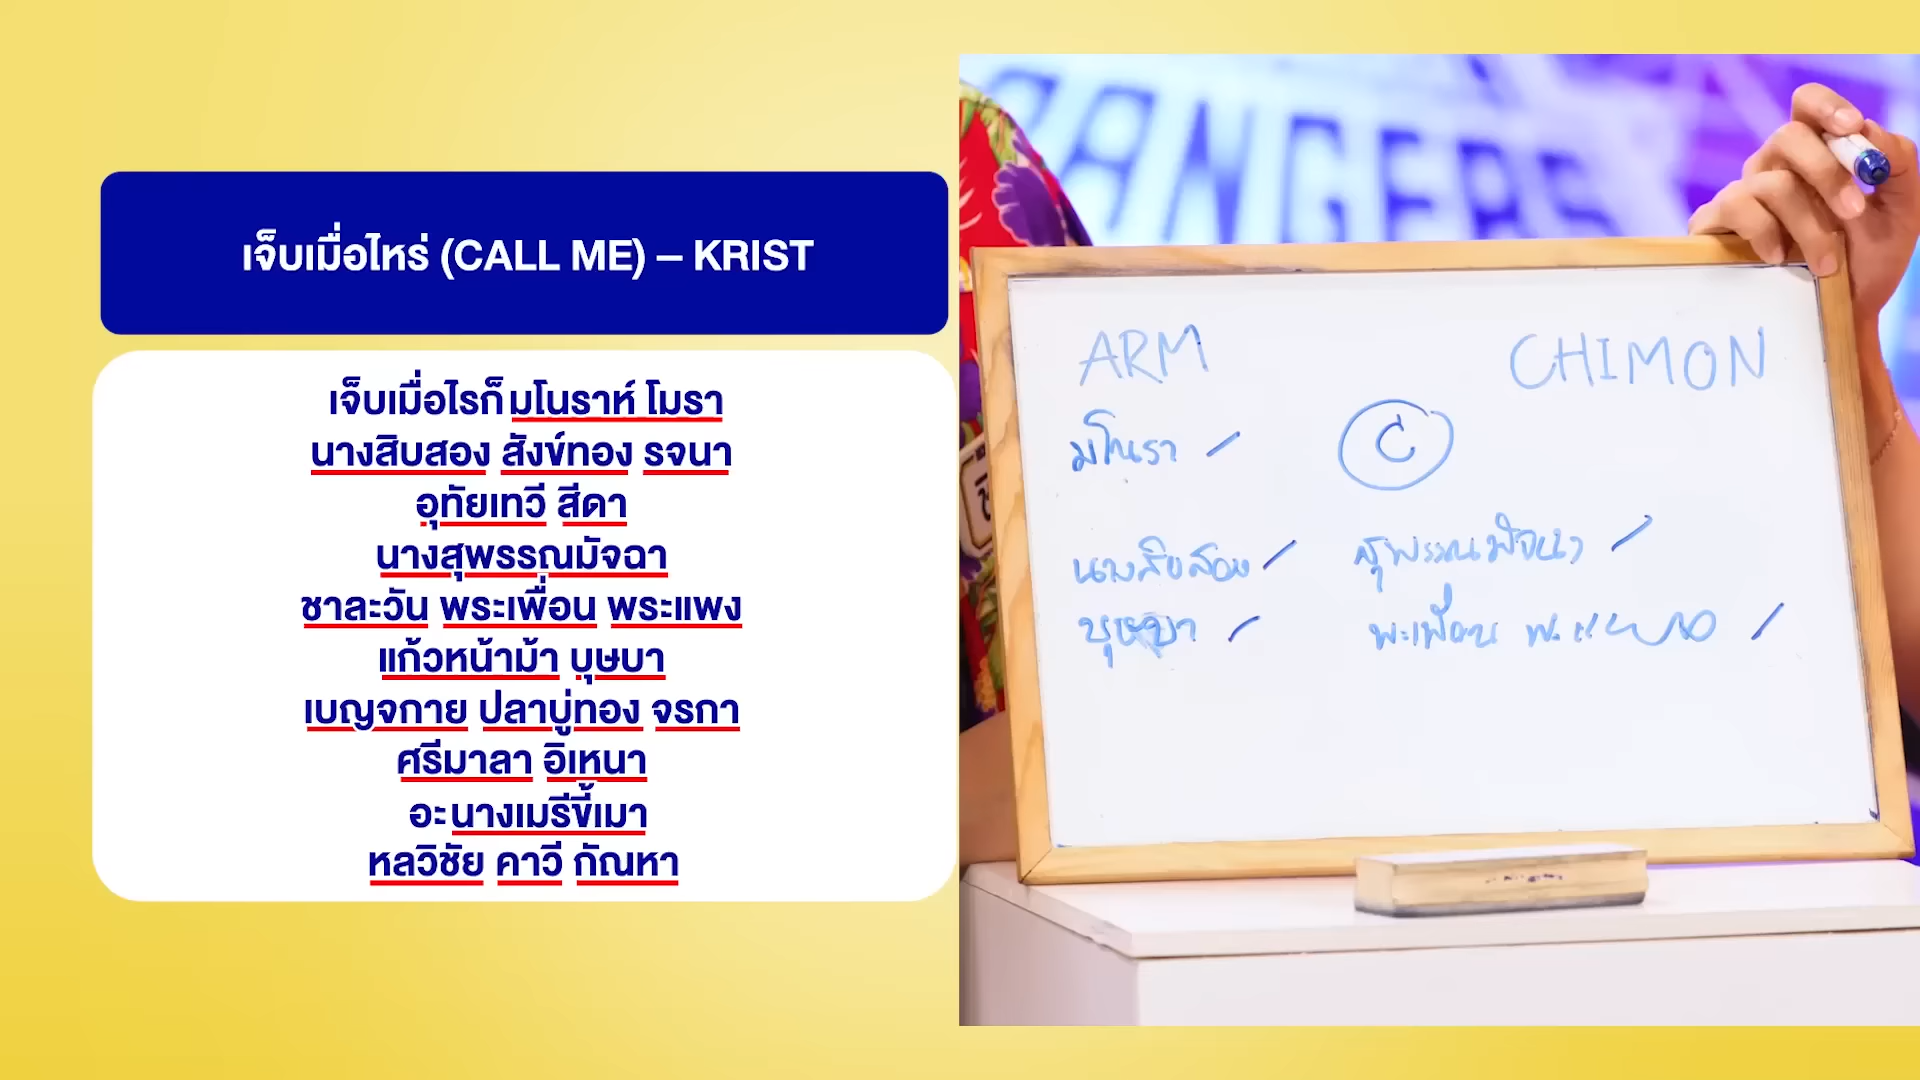 เจ็บเมื่อไหร่ (CALL ME) – KRIST
เจ็บเมื่อไรก็มโนราห์ โมรา
นางสิบสอง สังข์ทอง รจนา
อุทัยเทวี สีดา
นางสุพรรณมัจฉา
ชาละวัน พระเพื่อน พระแพง
แก้วหน้าม้า บุษบา
เบญจกาย ปลาบู่ทอง จรกา
ศรีมาลา อิเหนา
อะนางเมรีขี้เมา
หลวิชัย คาวี กัณหา
ANGERS
ARM
CHIMON
มโนรา
C
นางสิบสอง
สุพรรณมัจฉา
บุษบา
พะเพื่อน พะแพง